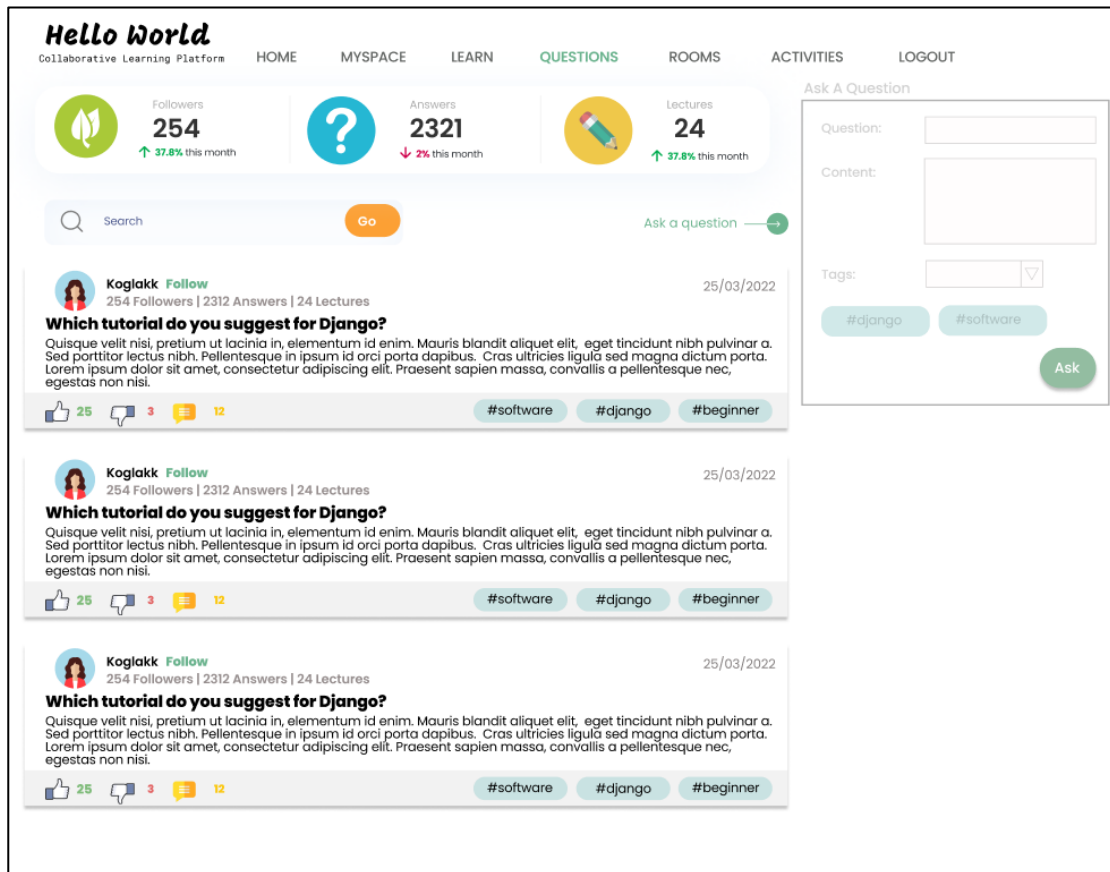 Hello World
Collaborative Learning Platform
HOME MYSPACE LEARN QUESTIONS ROOMS ACTIVITIES LOGOUT
Followers
254
37.8% this month
Answers
2321
2% this month
Lectures
24
37.8% this month
Search
Go
Ask a question
Koglakk Follow
25/03/2022
254 Followers | 2312 Answers | 24 Lectures
Which tutorial do you suggest for Django?
Quisque velit nisi, pretium ut lacinia in, elementum id enim. Mauris blandit aliquet elit, eget tincidunt nibh pulvinar a.
Sed porttitor lectus nibh. Pellentesque in ipsum id orci porta dapibus. Cras ultricies ligula sed magna dictum porta.
Lorem ipsum dolor sit amet, consectetur adipiscing elit. Praesent sapien massa, convallis a pellentesque nec,
egestas non nisi.
25 3 12 #software #django #beginner
Koglakk Follow
25/03/2022
254 Followers | 2312 Answers | 24 Lectures
Which tutorial do you suggest for Django?
Quisque velit nisi, pretium ut lacinia in, elementum id enim. Mauris blandit aliquet elit, eget tincidunt nibh pulvinar a.
Sed porttitor lectus nibh. Pellentesque in ipsum id orci porta dapibus. Cras ultricies ligula sed magna dictum porta.
Lorem ipsum dolor sit amet, consectetur adipiscing elit. Praesent sapien massa, convallis a pellentesque nec,
egestas non nisi.
25 3 12 #software #django #beginner
Koglakk Follow
25/03/2022
254 Followers | 2312 Answers | 24 Lectures
Which tutorial do you suggest for Django?
Quisque velit nisi, pretium ut lacinia in, elementum id enim. Mauris blandit aliquet elit, eget tincidunt nibh pulvinar a.
Sed porttitor lectus nibh. Pellentesque in ipsum id orci porta dapibus. Cras ultricies ligula sed magna dictum porta.
Lorem ipsum dolor sit amet, consectetur adipiscing elit. Praesent sapien massa, convallis a pellentesque nec,
egestas non nisi.
25 3 12 #software #django #beginner
Ask A Question
Question:
Content:
Tags:
#django #software
Ask